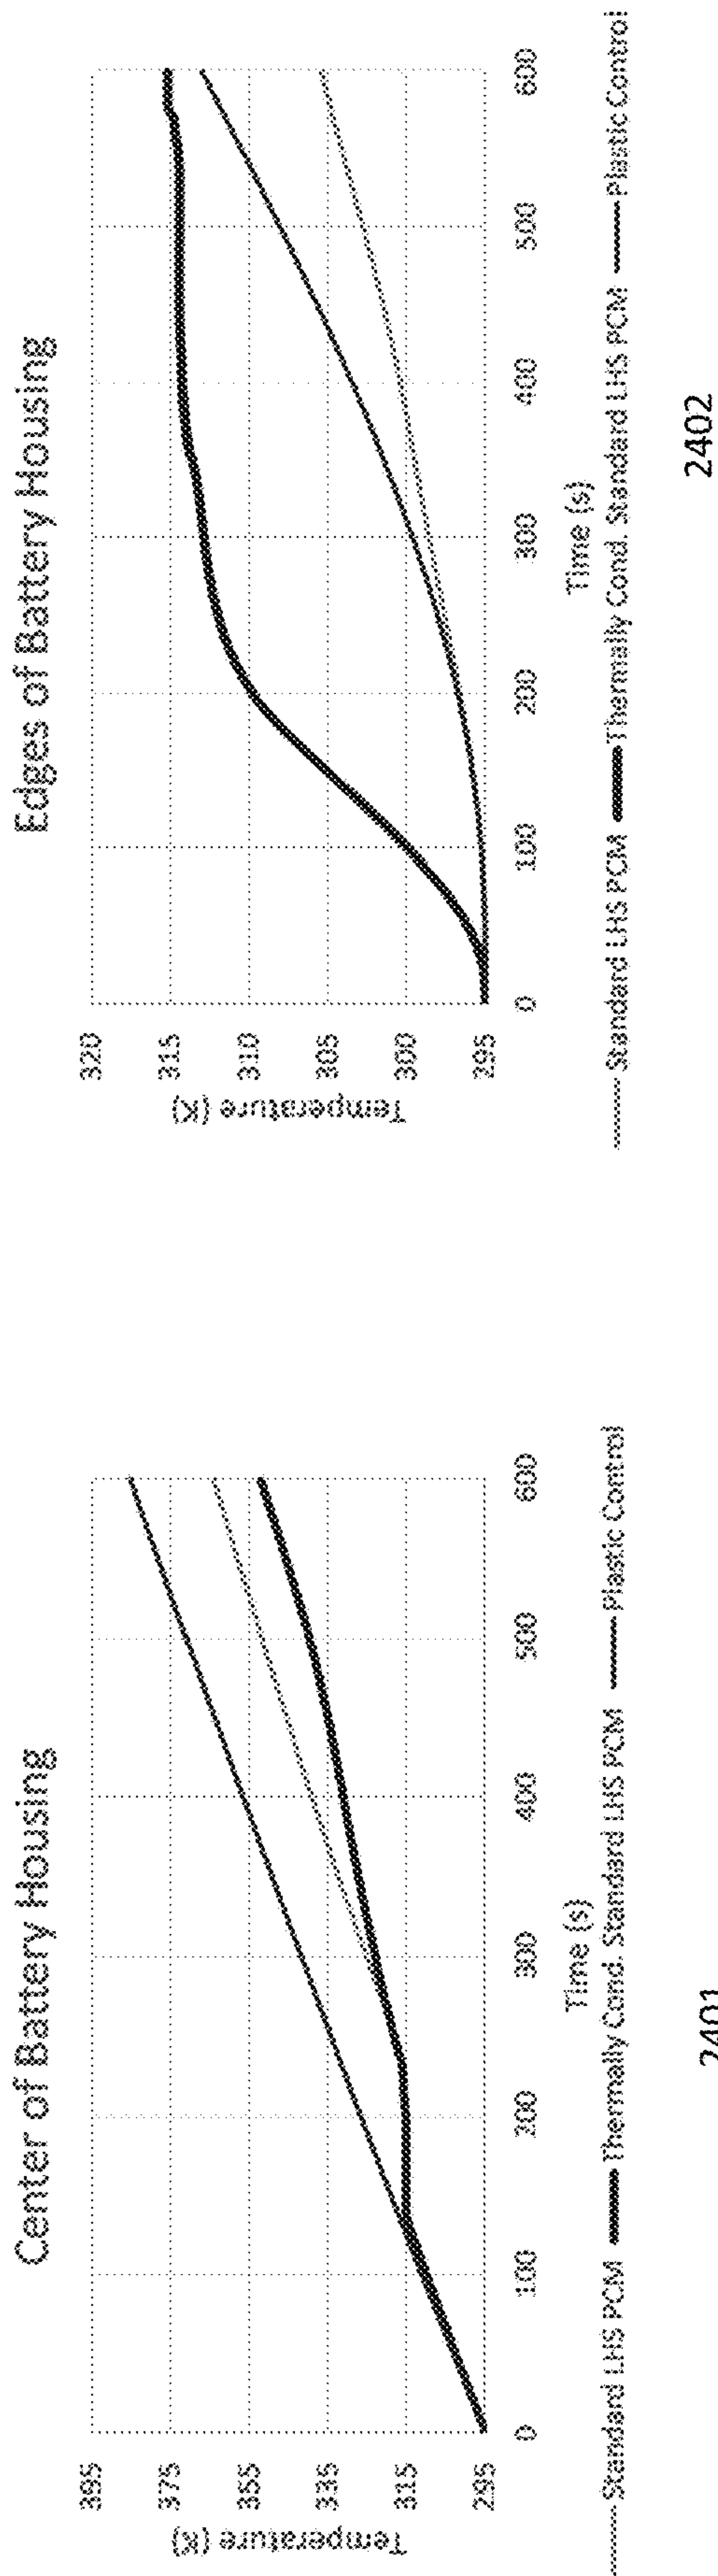 Center of Battery Housing
Temperature (K)
395
375
355
335
315
295
0 100 200 300 400 500 600
Time (s)
Standard LHS PCM Thermally Cond. Standard LHS PCM Plastic Control
2401
Edges of Battery Housing
Temperature (K)
320
315
310
305
300
295
0 100 200 300 400 500 600
Time (s)
Standard LHS PCM Thermally Cond. Standard LHS PCM Plastic Control
2402